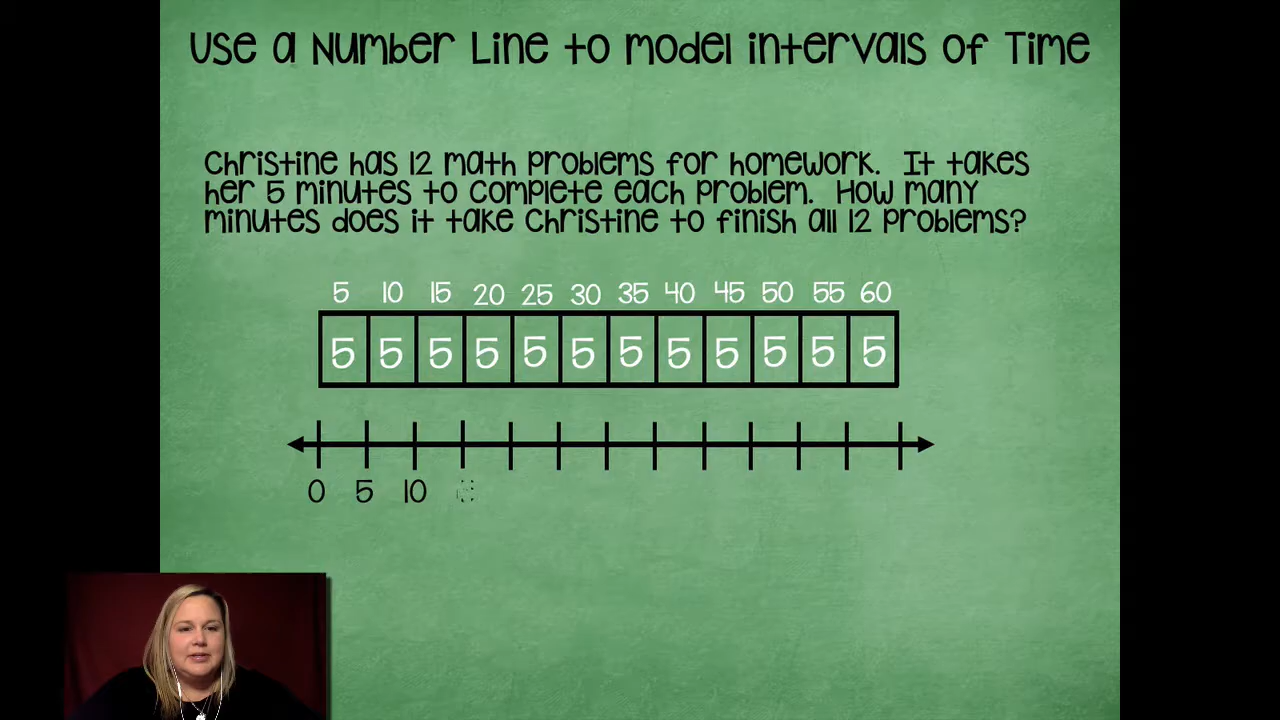 Use a Number Line to model intervals of Time
Christine has 12 math problems for homework. It takes
her 5 minutes to complete each problem. How many
minutes does it take Christine to finish all 12 problems?
5 10 15 20 25 30 35 40 45 50 55 60
5 5 5 5 5 5 5 5 5 5 5 5
0 5 10